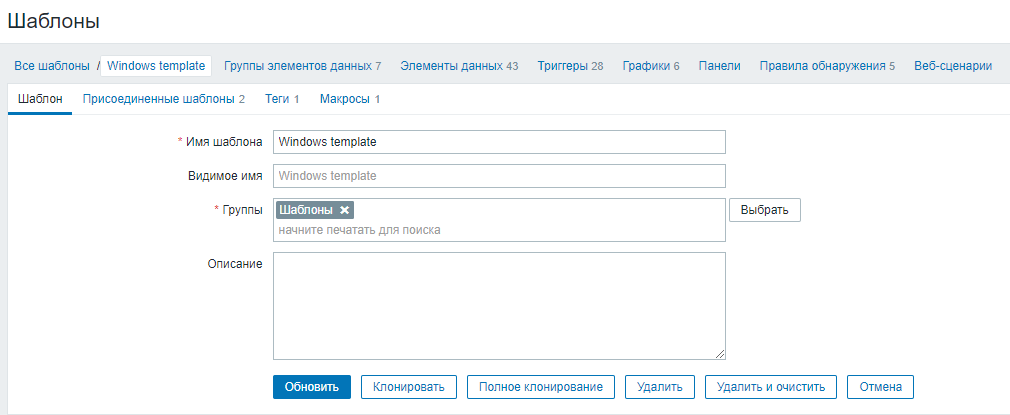 Шаблоны
Все шаблоны / Windows template Группы элементов данных 7 Элементы данных 43 Триггеры 28 Графики 6 Панели Правила обнаружения 5 Веб-сценарии
Шаблон Присоединенные шаблоны 2 Теги 1 Макросы 1
* Имя шаблона Windows template
Видимое имя Windows template
* Группы Шаблоны Выбрать
начните печатать для поиска
Описание
Обновить Клонировать Полное клонирование Удалить Удалить и очистить Отмена